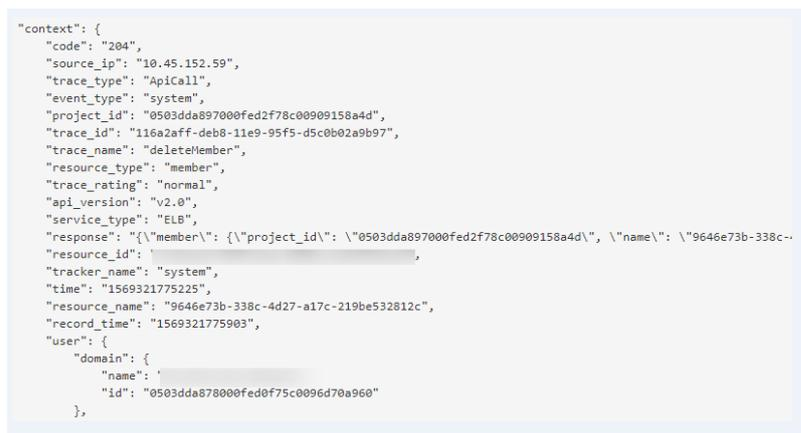 "context": {
"code": "204",
"source_ip": "10.45.152.59",
"trace_type": "ApiCall",
"event_type": "system",
"project_id": "0503dda897000fed2f78c00909158a4d",
"trace_id": "116a2aff-deb8-11e9-95f5-d5c0b02a9b97",
"trace_name": "deleteMember",
"resource_type": "member",
"trace_rating": "normal",
"api_version": "v2.0",
"service_type": "ELB",
"response": "{\"member\": {\"project_id\": \"0503dda897000fed2f78c00909158a4d\", \"name\": \"9646e73b-338c-4
"resource_id":
"tracker_name": "system",
"time": "1569321775225",
"resource_name": "9646e73b-338c-4d27-a17c-219be532812c",
"record_time": "1569321775903",
"user": {
"domain": {
"name":
"id": "0503dda878000fed0f75c0096d70a960"
},